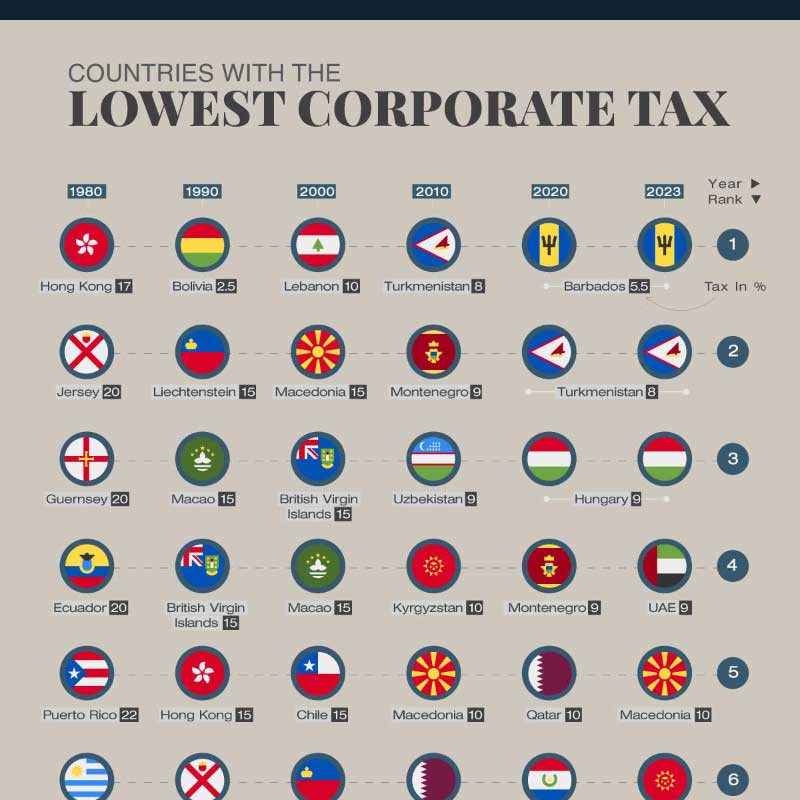 COUNTRIES WITH THE
LOWEST CORPORATE TAX
1980 1990 2000 2010 2020 2023 Year ▶
Rank ▼
1
Hong Kong 17 Bolivia 2.5 Lebanon 10 Turkmenistan 8 Barbados 5.5 Tax In %
2
Jersey 20 Liechtenstein 15 Macedonia 15 Montenegro 9 Turkmenistan 8
3
Guernsey 20 Macao 15 British Virgin Uzbekistan 9 Hungary 9
Islands 15
4
Ecuador 20 British Virgin Macao 15 Kyrgyzstan 10 Montenegro 9 UAE 9
Islands 15
5
Puerto Rico 22 Hong Kong 15 Chile 15 Macedonia 10 Qatar 10 Macedonia 10
6